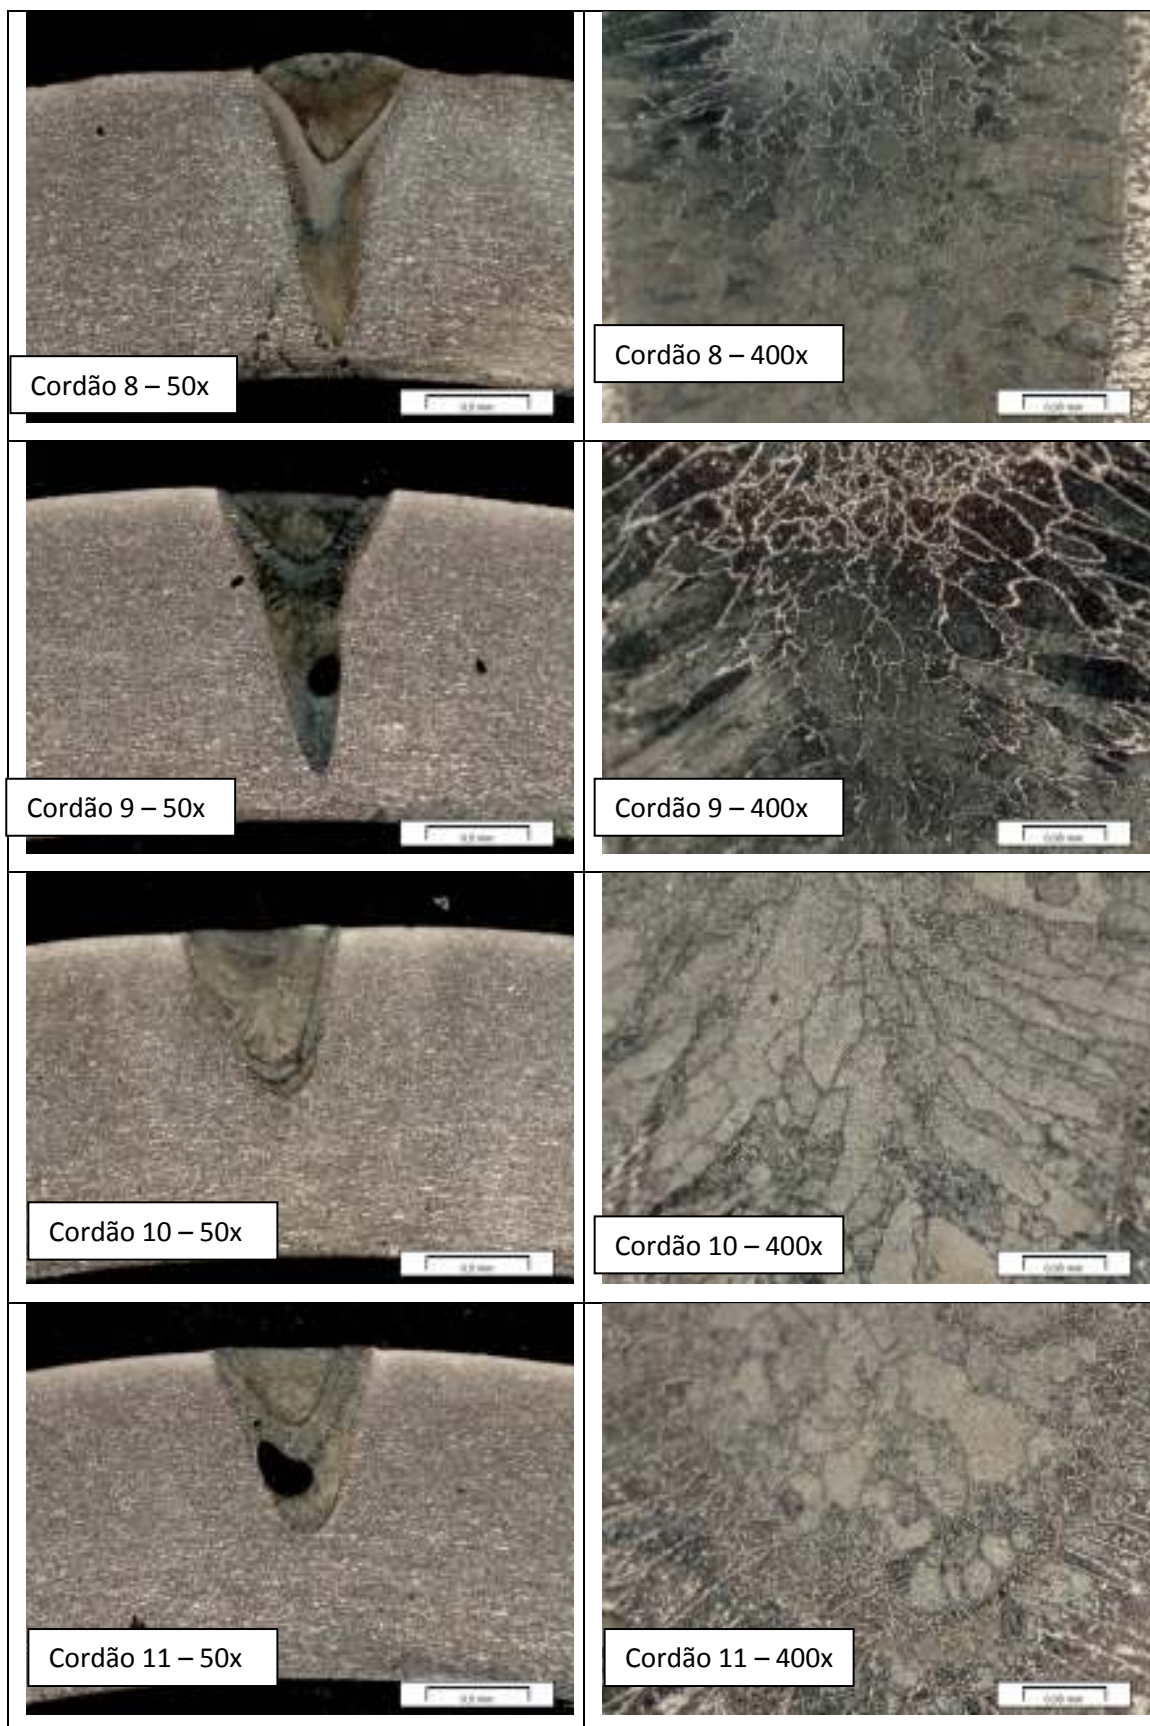 Cordão 8 – 50x
Cordão 8 – 400x
Cordão 9 – 50x
Cordão 9 – 400x
Cordão 10 – 50x
Cordão 10 – 400x
Cordão 11 – 50x
Cordão 11 – 400x